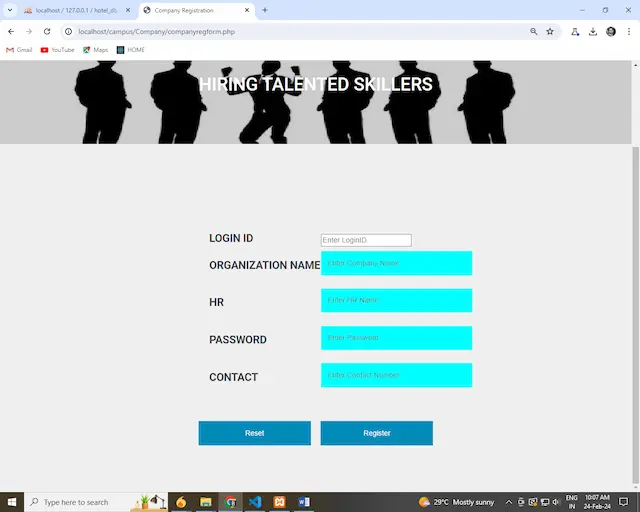 localhost / 127.0.0.1 / hotel_db
Company Registration
localhost/campus/Company/companyregform.php
Gmail
YouTube
Maps
HOME
HIRING TALENTED SKILLERS
LOGIN ID
Enter LoginID
ORGANIZATION NAME
Enter Company Name
HR
Enter HR Name
PASSWORD
Enter Password
CONTACT
Enter Contact Number
Reset
Register
Type here to search
29°C Mostly sunny
ENG
IN
10:07 AM
24-Feb-24